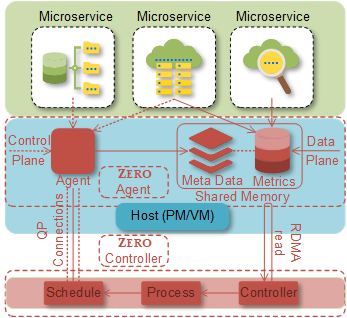 Microservice Microservice Microservice
Control
Plane
Agent
ZERO
Agent
Meta Data
Metrics
Shared Memory
Data
Plane
Host (PM/VM)
QP
Connections
ZERO
Controller
RDMA
read
Schedule
Process
Controller